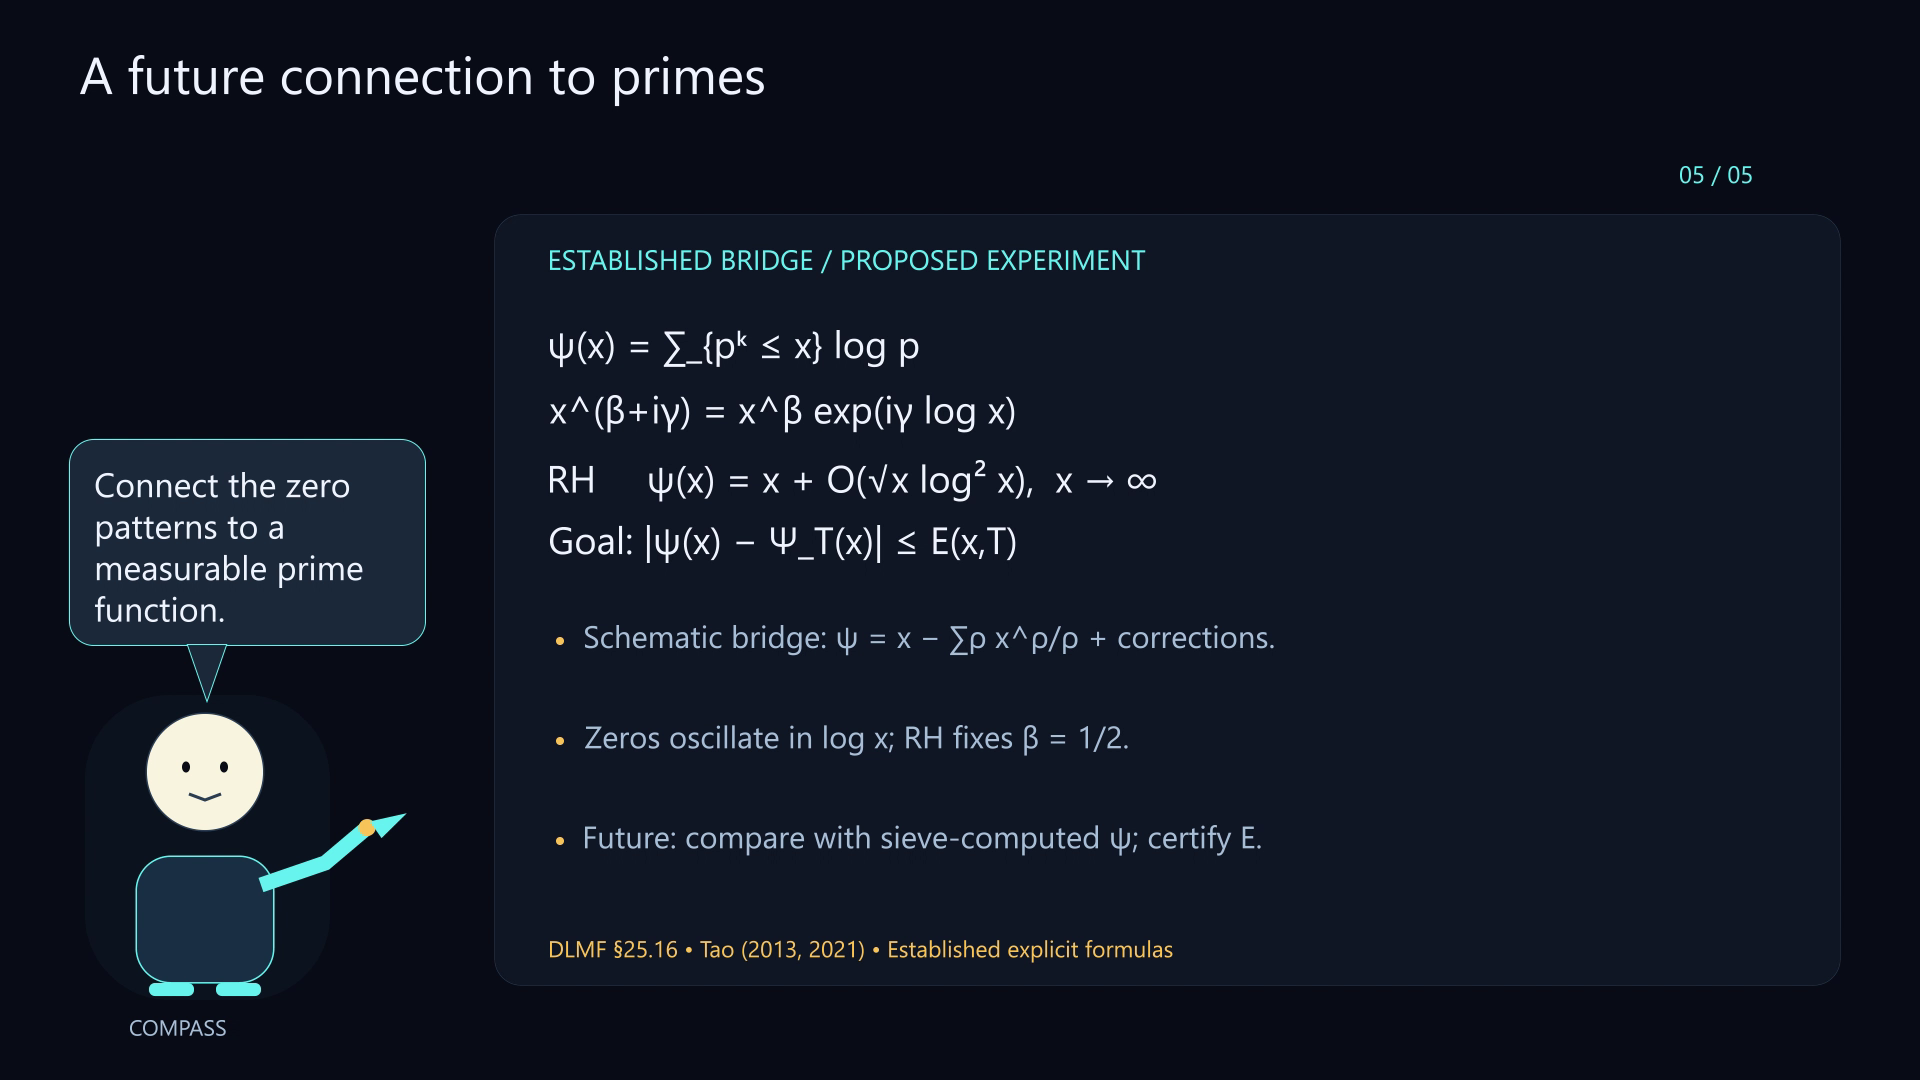 A future connection to primes
05 / 05
ESTABLISHED BRIDGE / PROPOSED EXPERIMENT
ψ(x) = ∑_{pᵏ ≤ x} log p
x^(β+iγ) = x^β exp(iγ log x)
RH ψ(x) = x + O(√x log² x), x → ∞
Goal: |ψ(x) − Ψ_T(x)| ≤ E(x,T)
• Schematic bridge: ψ = x − ∑ρ x^ρ/ρ + corrections.
• Zeros oscillate in log x; RH fixes β = 1/2.
• Future: compare with sieve-computed ψ; certify E.
DLMF §25.16 • Tao (2013, 2021) • Established explicit formulas
Connect the zero
patterns to a
measurable prime
function.
COMPASS